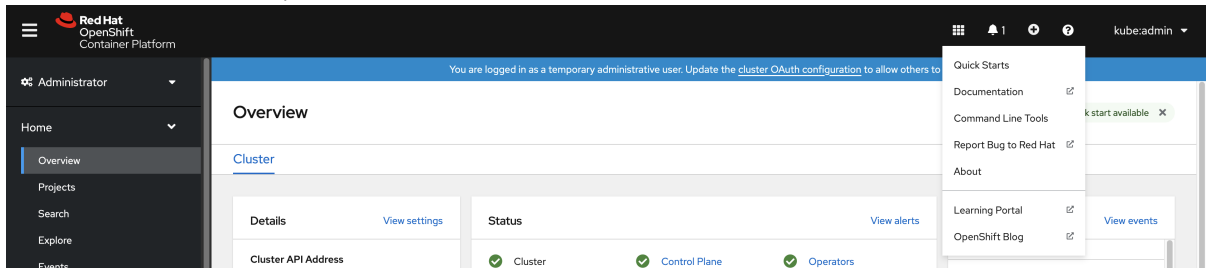 Red Hat
OpenShift
Container Platform
1
kube:admin
Administrator
You are logged in as a temporary administrative user. Update the cluster OAuth configuration to allow others to
Home
Overview
Projects
Search
Explore
Events
Overview
start available
Cluster
Details
View settings
Cluster API Address
Status
View alerts
Cluster
Control Plane
Operators
View events
Quick Starts
Documentation
Command Line Tools
Report Bug to Red Hat
About
Learning Portal
OpenShift Blog